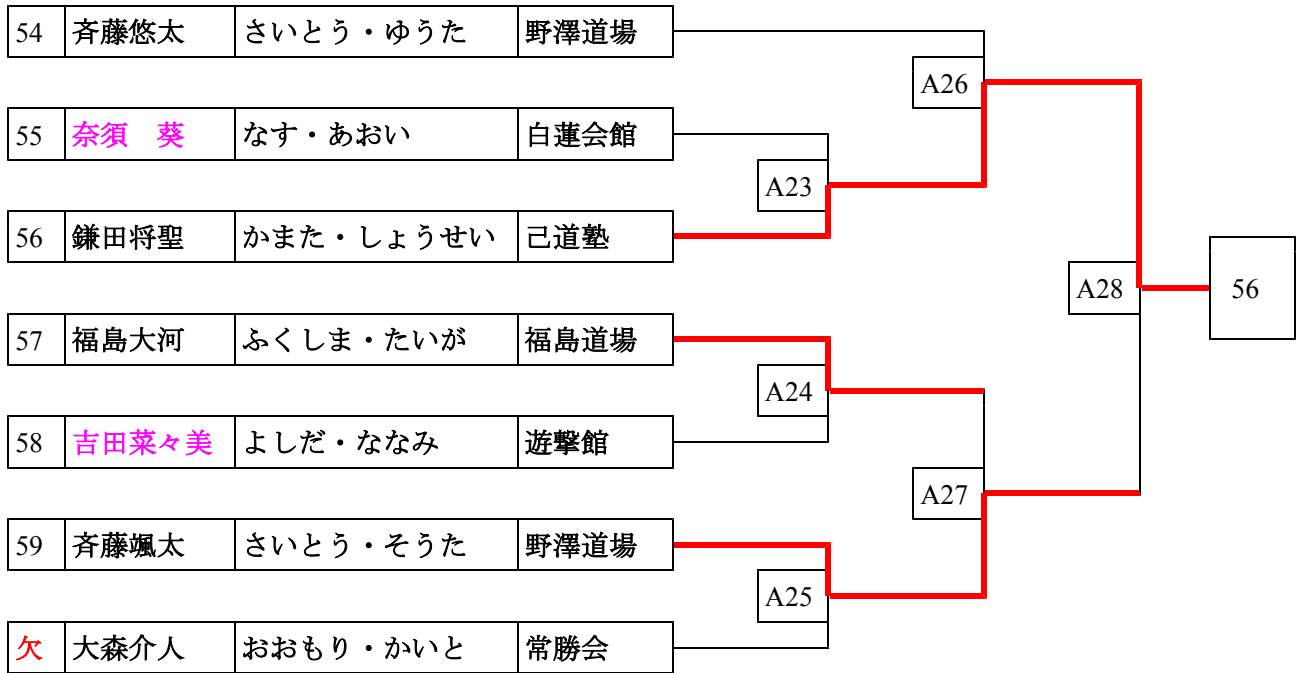 54 斉藤悠太 さいとう・ゆうた 野澤道場
A26
55 奈須　葵 なす・あおい 白蓮会館
A23
56 鎌田将聖 かまた・しょうせい 己道塾
A28 56
57 福島大河 ふくしま・たいが 福島道場
A24
58 吉田菜々美 よしだ・ななみ 遊撃館
A27
59 斉藤颯太 さいとう・そうた 野澤道場
A25
欠 大森介人 おおもり・かいと 常勝会